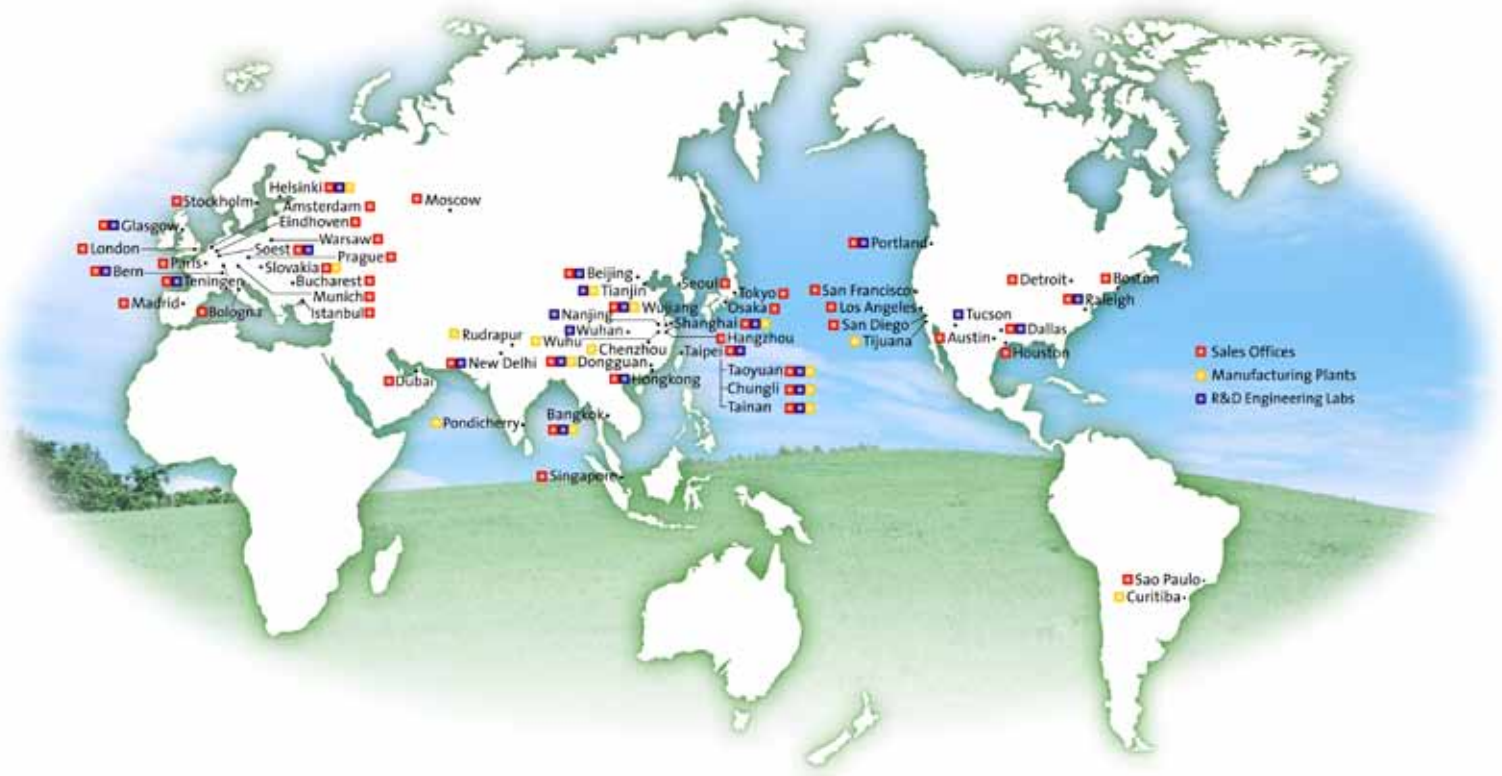 Helsinki
Stockholm
Amsterdam
Moscow
Eindhoven
Glasgow
Warsaw
London
Soest
Prague
Paris
Slovakia
Bern
Teningen
Bucharest
Munich
Madrid
Bologna
Istanbul
Beijing
Seoul
Tianjin
Tokyo
Nanjing
Wujiang
Osaka
Wuhan
Shanghai
Rudrapur
Wuhu
Hangzhou
Chenzhou
Taipei
New Delhi
Dongguan
Dubai
Hongkong
Taoyuan
Chungli
Tainan
Pondicherry
Bangkok
Singapore
Portland
Detroit
Boston
San Francisco
Raleigh
Los Angeles
Tucson
San Diego
Dallas
Austin
Tijuana
Houston
Sales Offices
Manufacturing Plants
R&D Engineering Labs
Sao Paulo
Curitiba